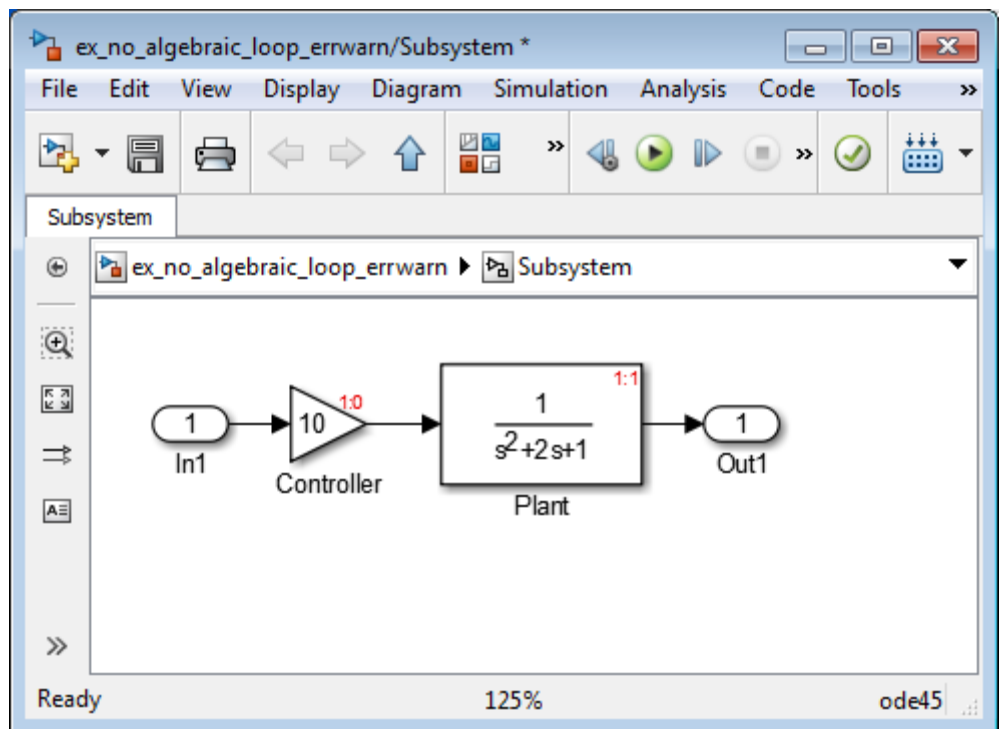 ex_no_algebraic_loop_errwarn/Subsystem *
File Edit View Display Diagram Simulation Analysis Code Tools »
Subsystem
ex_no_algebraic_loop_errwarn Subsystem
1:1
1:0
1
1 10 s²+2s+1 1
In1 Controller Plant Out1
Ready 125% ode45